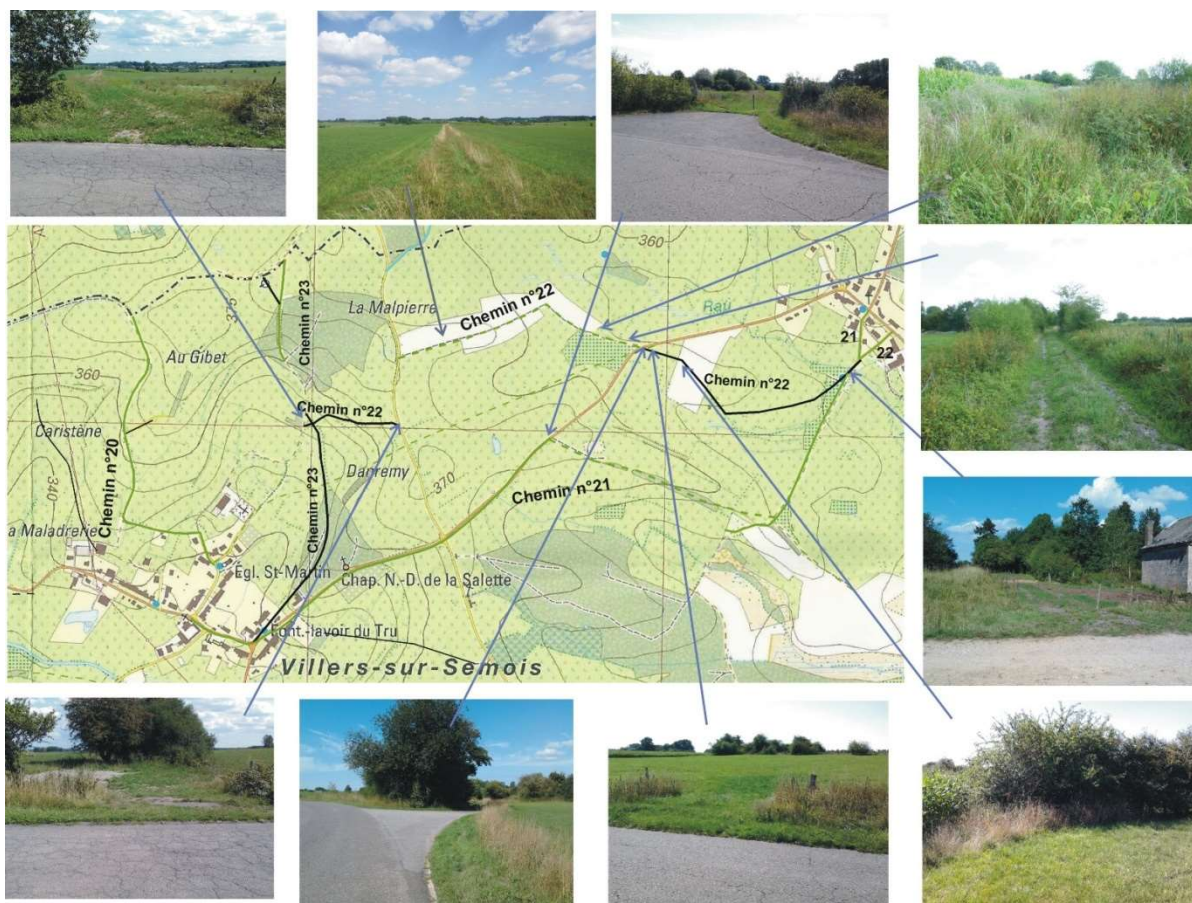 360
La Malpierre
Chemin n°22
Rau
Chemin n°23
375
Au Gibet
21
22
360
Chemin n°22
Chemin n°22
Caristène
Chemin n°20
Danremy
Chemin n°23
370
Chemin n°21
340
a Maladrerie
Égl. St-Martin
Chap. N.-D. de la Salette
Font.-lavoir du Tru
Villers-sur-Semois